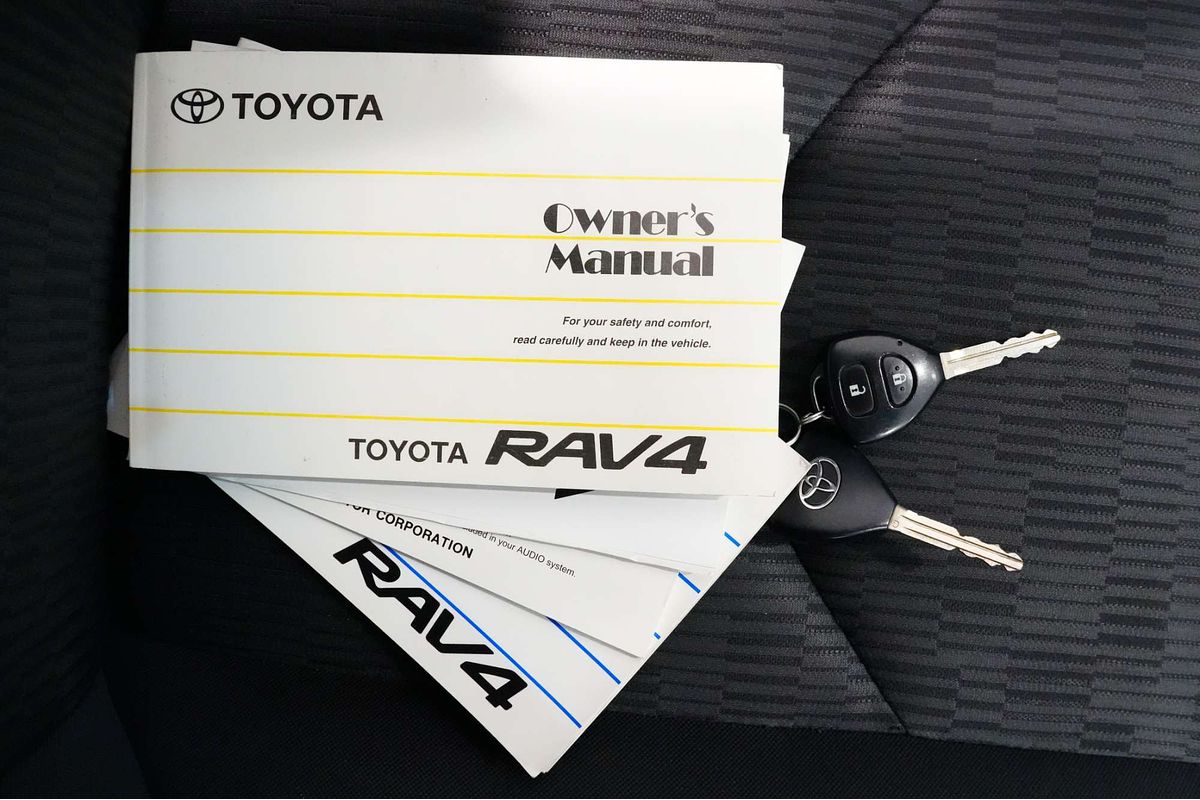 TOYOTA
Owner's
Manual
For your safety and comfort,
read carefully and keep in the vehicle.
TOYOTA RAV4
CORPORATION
in your AUDIO system.
RAV4